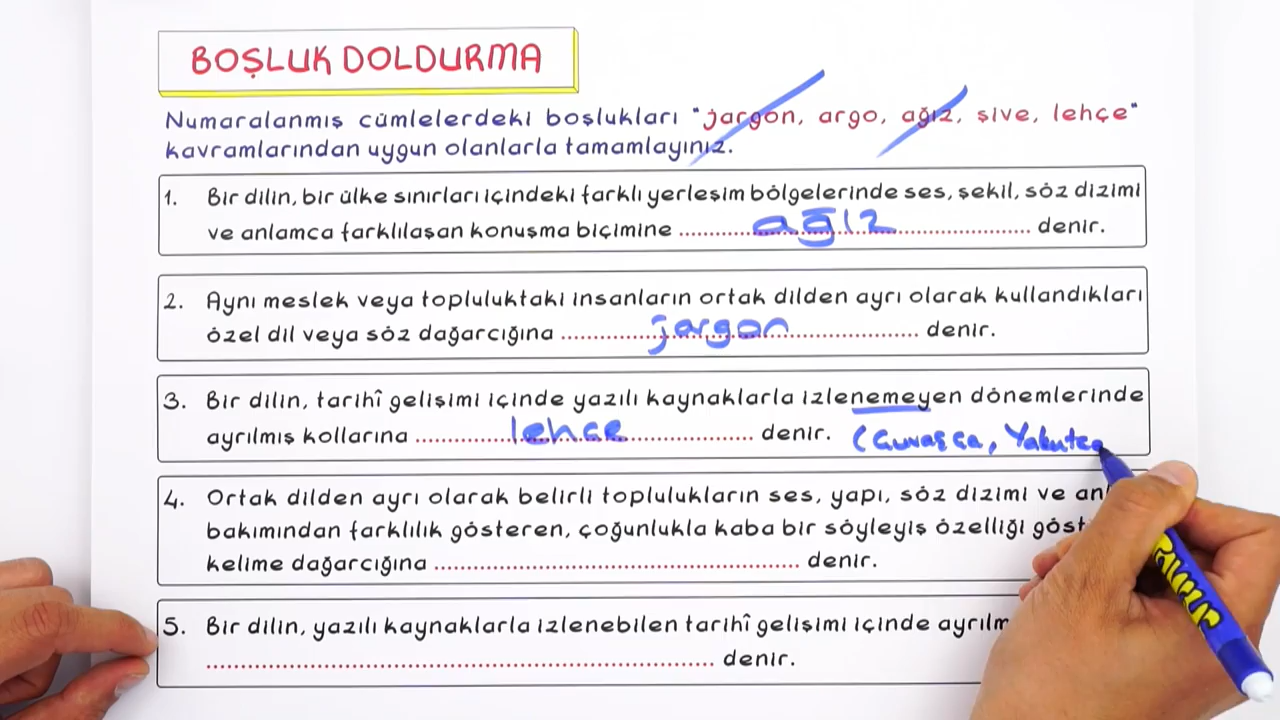 BOŞLUK DOLDURMA
Numaralanmış cümlelerdeki boşlukları "jargon, argo, ağız, şive, lehçe"
kavramlarından uygun olanlarla tamamlayınız.
1. Bir dilin, bir ülke sınırları içindeki farklı yerleşim bölgelerinde ses, şekil, söz dizimi
ve anlamca farklılaşan konuşma biçimine ağız denir.
2. Aynı meslek veya topluluktaki insanların ortak dilden ayrı olarak kullandıkları
özel dil veya söz dağarcığına jargon denir.
3. Bir dilin, tarihî gelişimi içinde yazılı kaynaklarla izlenemeyen dönemlerinde
ayrılmış kollarına lehçe denir. (Çuvaşça, Yakutça
4. Ortak dilden ayrı olarak belirli toplulukların ses, yapı, söz dizimi ve
bakımından farklılık gösteren, çoğunlukla kaba bir söyleyiş özelliği
kelime dağarcığına denir.
5. Bir dilin, yazılı kaynaklarla izlenebilen tarihî gelişimi içinde
denir.